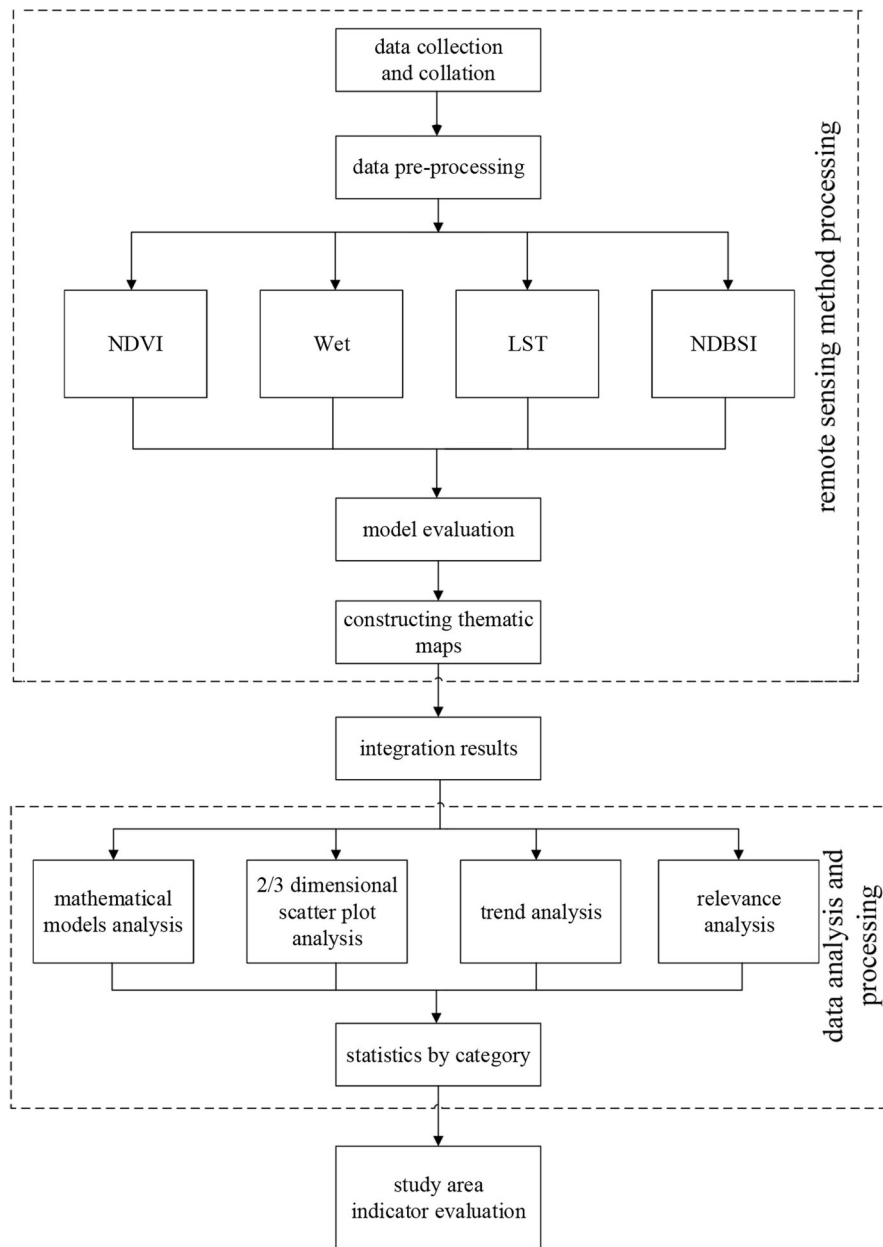 data collection
and collation
data pre-processing
NDVI
Wet
LST
NDBSI
model evaluation
constructing thematic
maps
remote sensing method processing
integration results
mathematical
models analysis
2/3 dimensional
scatter plot
analysis
trend analysis
relevance
analysis
statistics by category
data analysis and
processing
study area
indicator evaluation